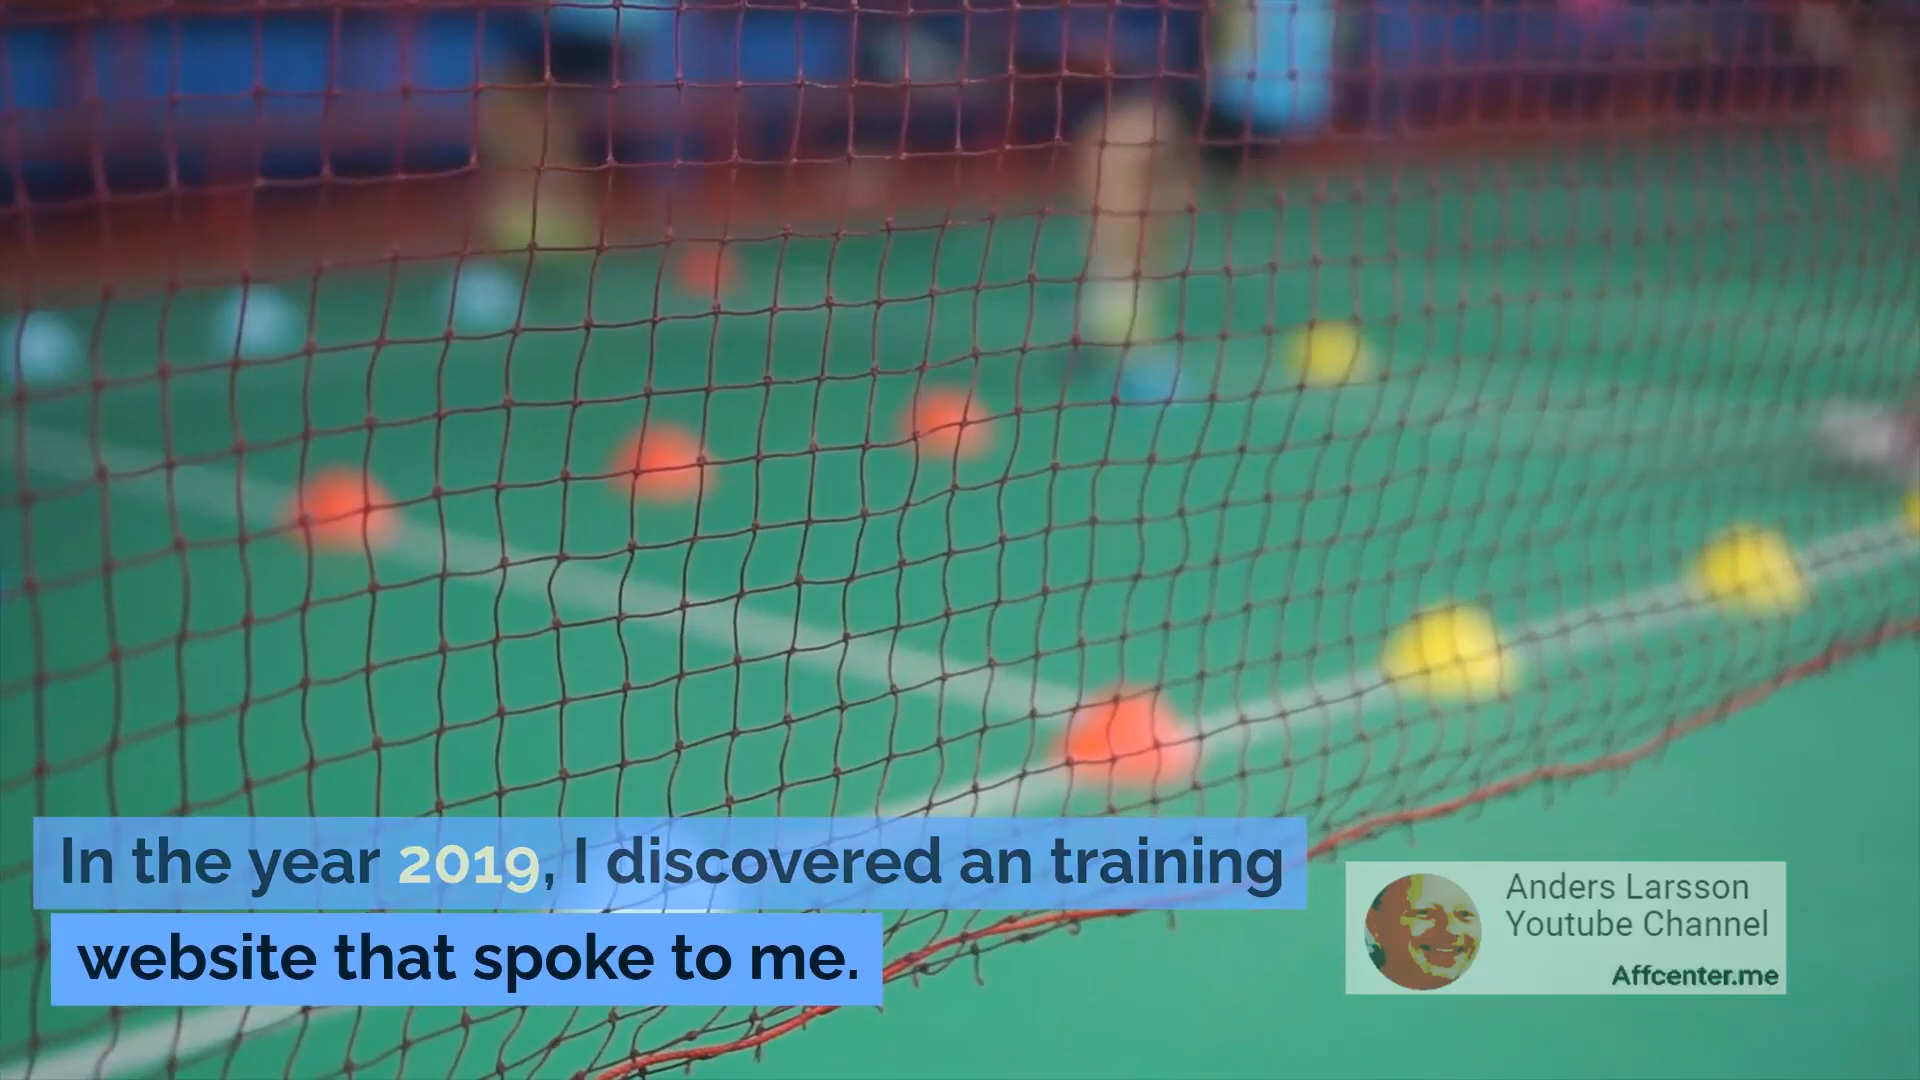 In the year 2019, I discovered an training
website that spoke to me.
Anders Larsson
Youtube Channel
Affcenter.me